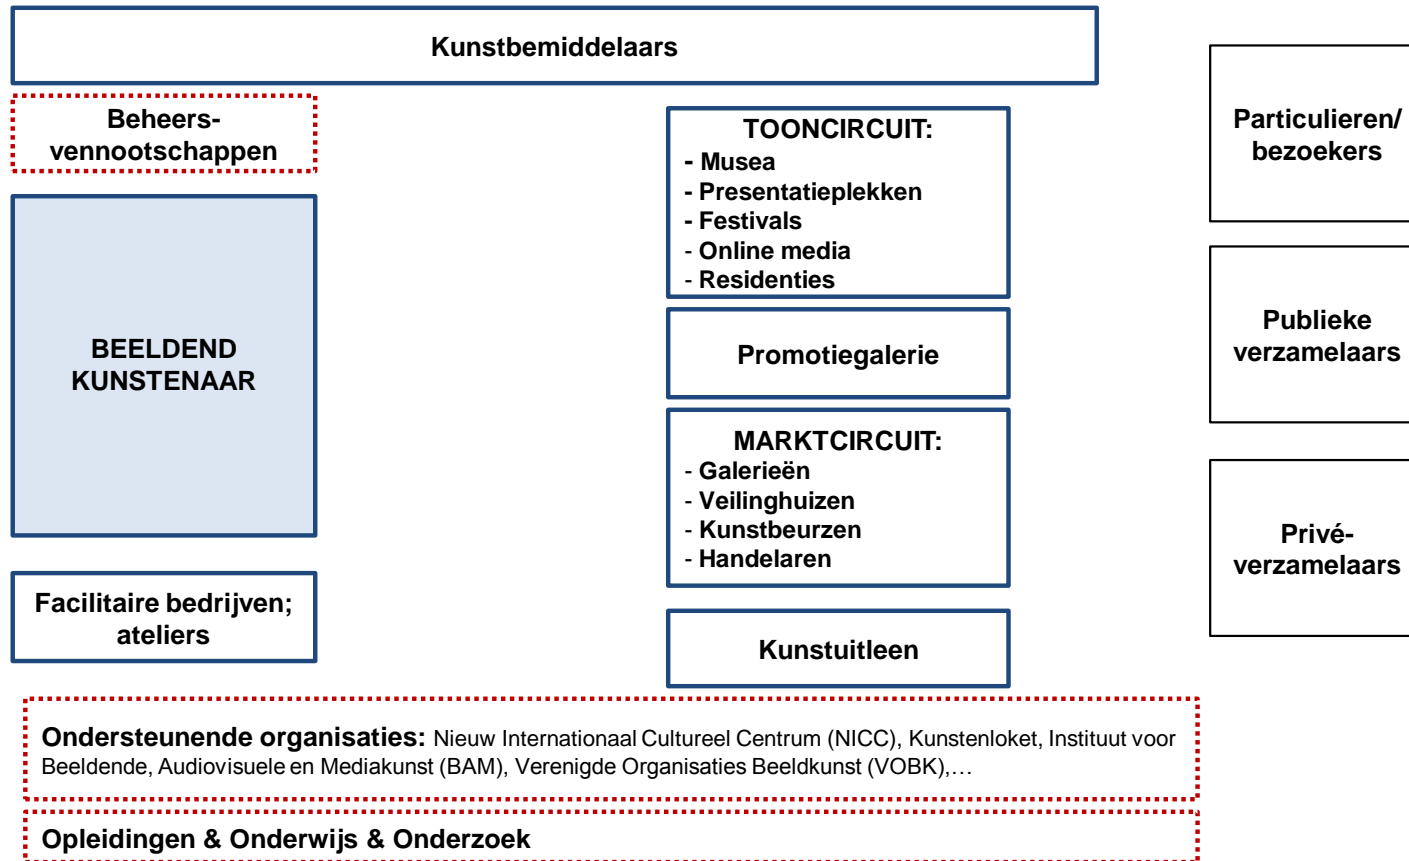 Kunstbemiddelaars
Beheers-
vennootschappen
BEELDEND
KUNSTENAAR
Facilitaire bedrijven;
ateliers
TOONCIRCUIT:
- Musea
- Presentatieplekken
- Festivals
- Online media
- Residenties
Promotiegalerie
MARKTCIRCUIT:
- Galerieën
- Veilinghuizen
- Kunstbeurzen
- Handelaren
Kunstuitleen
Particulieren/
bezoekers
Publieke
verzamelaars
Privé-
verzamelaars
Ondersteunende organisaties: Nieuw Internationaal Cultureel Centrum (NICC), Kunstenloket, Instituut voor
Beeldende, Audiovisuele en Mediakunst (BAM), Verenigde Organisaties Beeldkunst (VOBK),…
Opleidingen & Onderwijs & Onderzoek